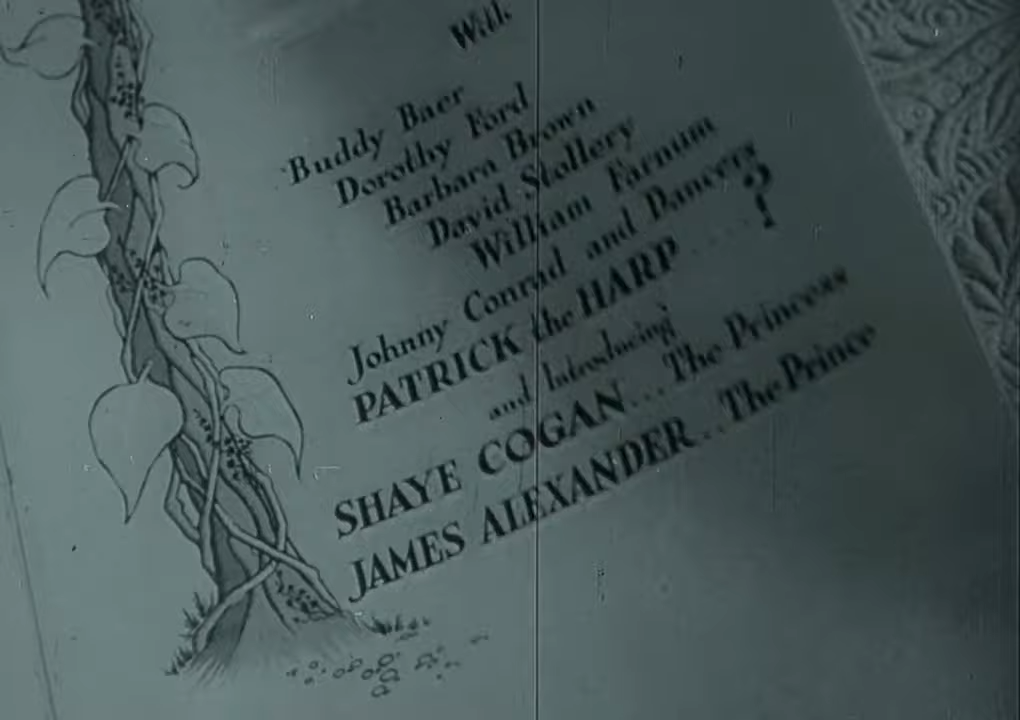 With
Buddy Baer
Dorothy Ford
Barbara Brown
David Stollery
William Farnum
Johnny Conrad and Dancers
PATRICK the HARP.....?
and Introducing
SHAYE COGAN... The Princess
JAMES ALEXANDER.. The Prince